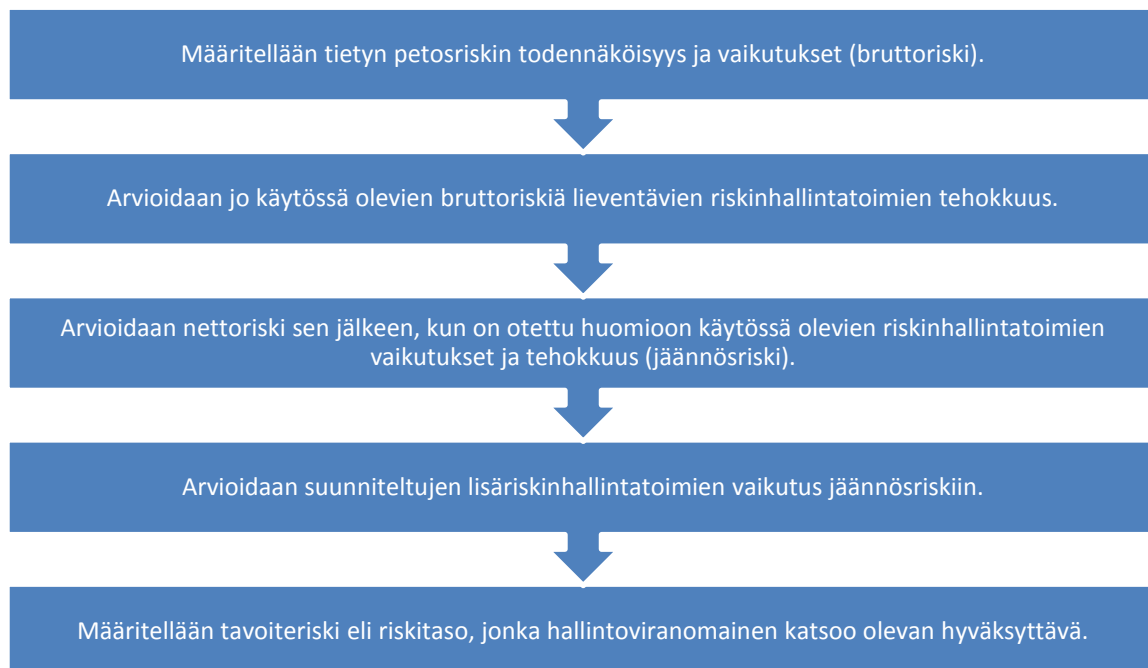 Määritellään tietyn petosriskin todennäköisyys ja vaikutukset (bruttoriski).
Arvioidaan jo käytössä olevien bruttoriskiä lieventävien riskinhallintatoimien tehokkuus.
Arvioidaan nettoriski sen jälkeen, kun on otettu huomioon käytössä olevien riskinhallintatoimien
vaikutukset ja tehokkuus (jäännösriski).
Arvioidaan suunniteltujen lisäriskinhallintatoimien vaikutus jäännösriskiin.
Määritellään tavoiteriski eli riskitaso, jonka hallintoviranomainen katsoo olevan hyväksyttävä.